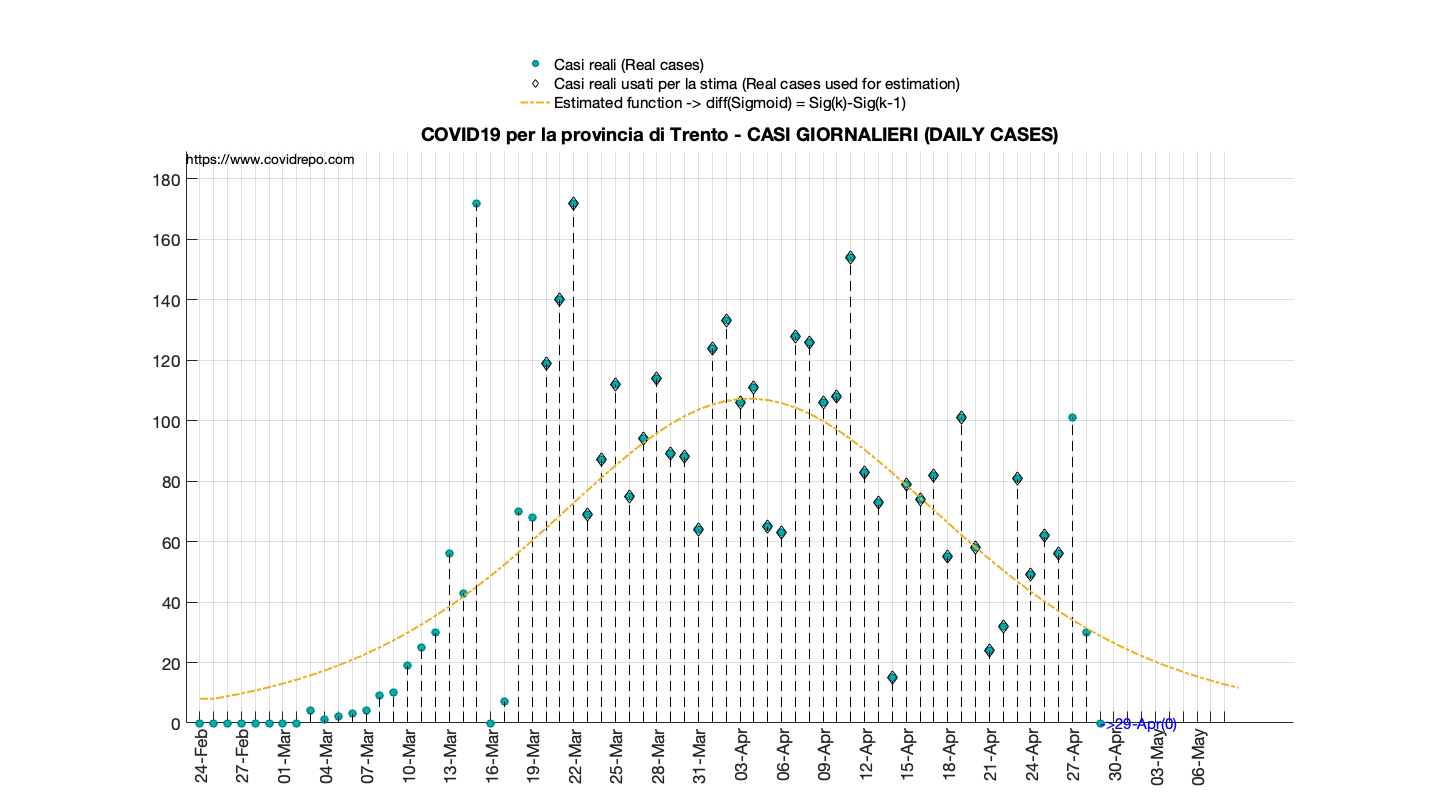 Casi reali (Real cases)
Casi reali usati per la stima (Real cases used for estimation)
Estimated function -> diff(Sigmoid) = Sig(k)-Sig(k-1)
COVID19 per la provincia di Trento - CASI GIORNALIERI (DAILY CASES)
https://www.covidrepo.com
180
160
140
120
100
80
60
40
20
0
->29-Apr(0)
24-Feb
27-Feb
01-Mar
04-Mar
07-Mar
10-Mar
13-Mar
16-Mar
19-Mar
22-Mar
25-Mar
28-Mar
31-Mar
03-Apr
06-Apr
09-Apr
12-Apr
15-Apr
18-Apr
21-Apr
24-Apr
27-Apr
30-Apr
03-May
06-May